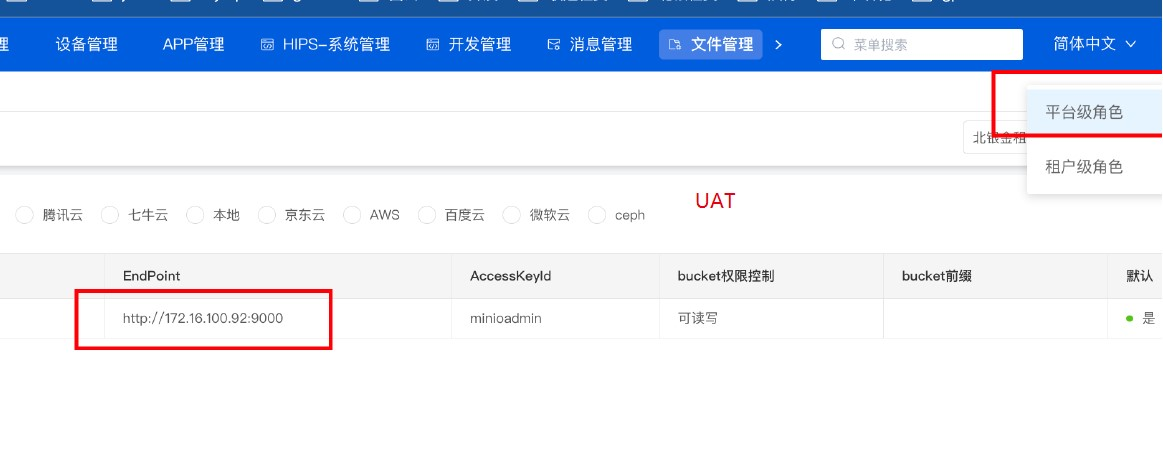 理 设备管理 APP管理 HIPS-系统管理 开发管理 消息管理 文件管理 菜单搜索 简体中文
平台级角色
北银金租
租户级角色
UAT
腾讯云 七牛云 本地 京东云 AWS 百度云 微软云 ceph
EndPoint AccessKeyId bucket权限控制 bucket前缀 默认
http://172.16.100.92:9000 minioadmin 可读写 是